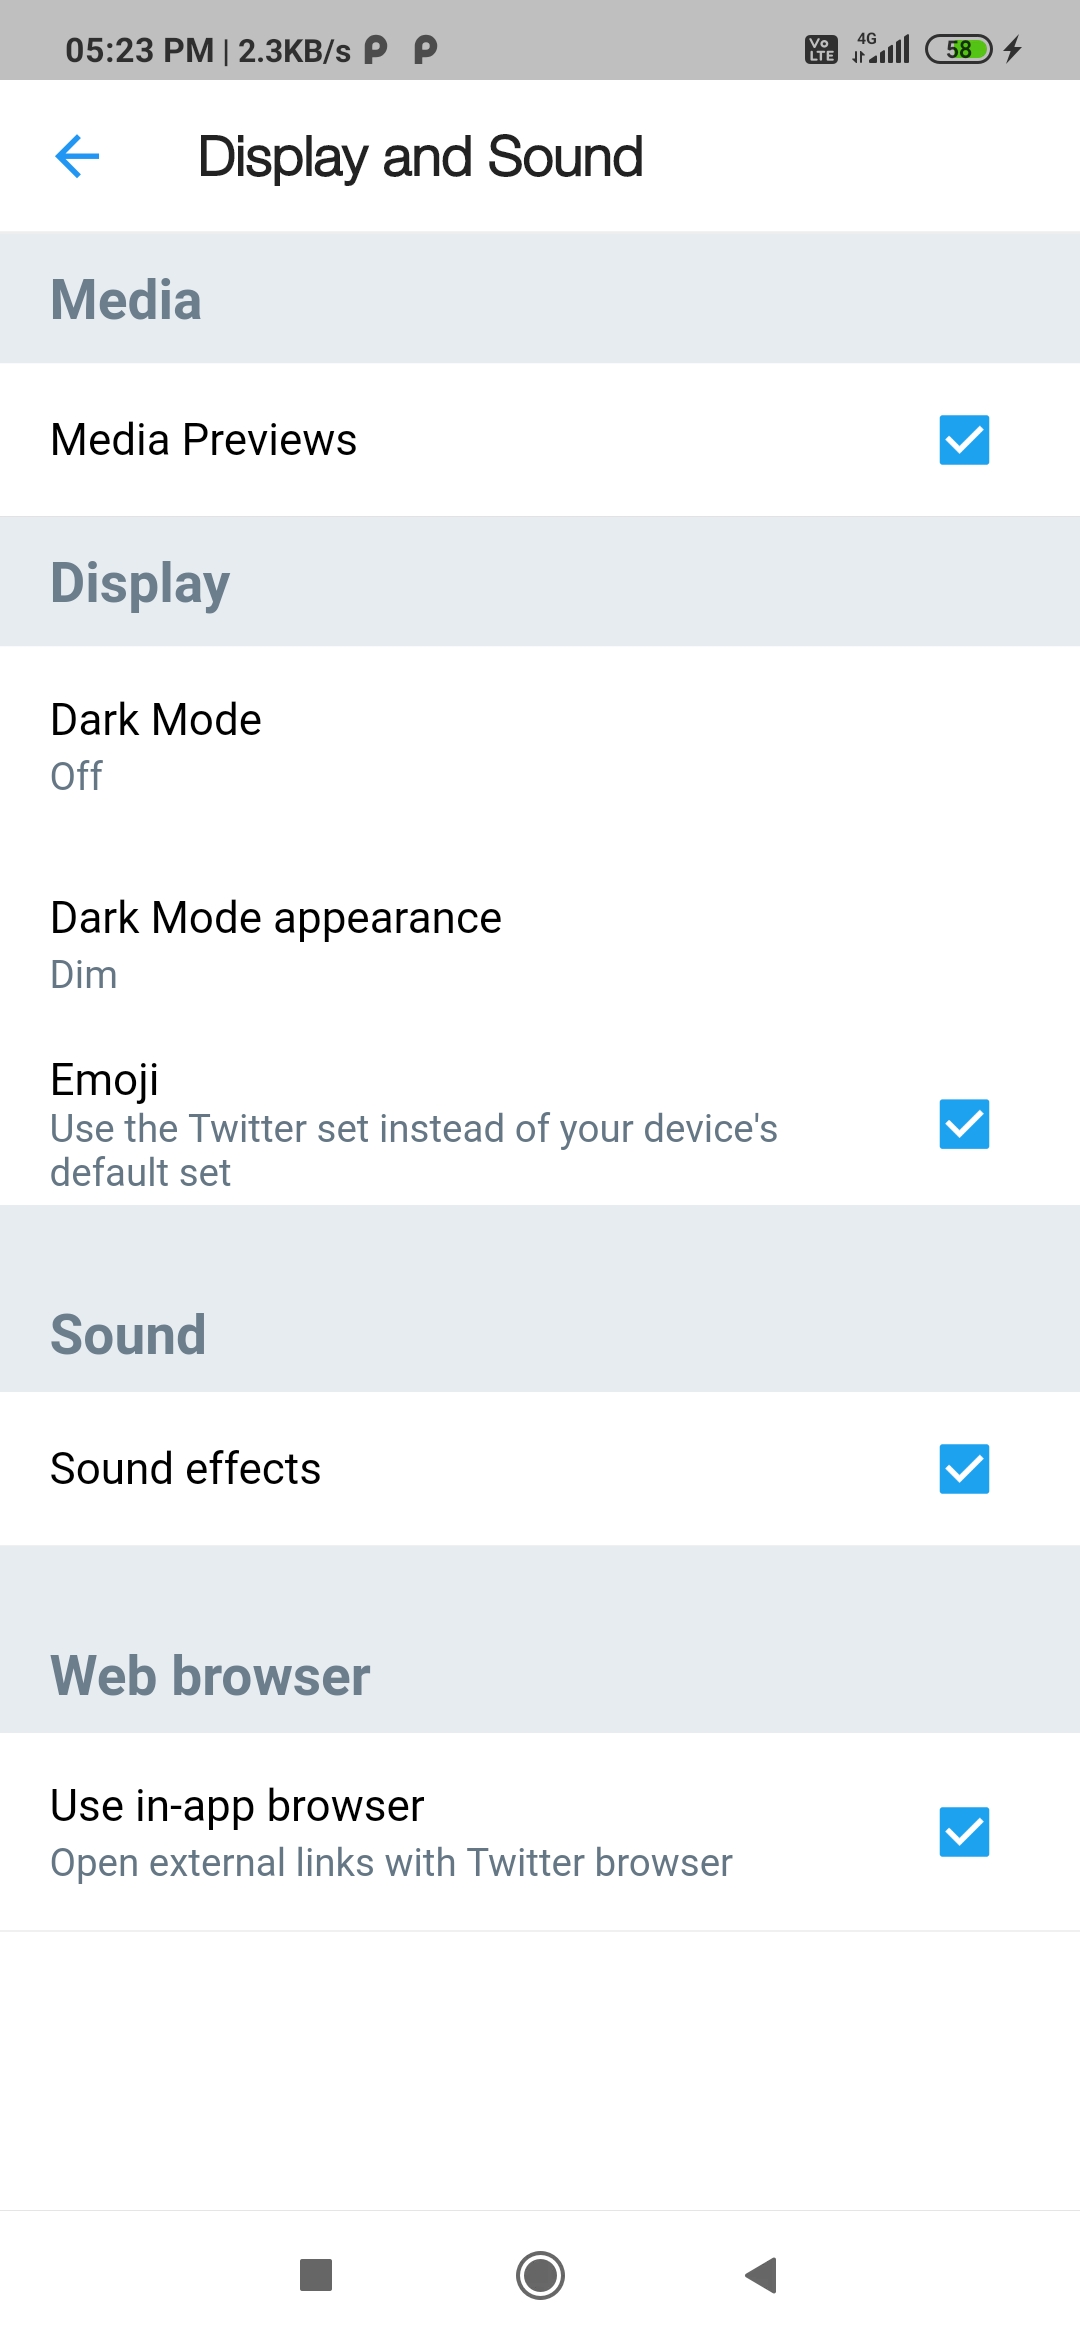 05:23 PM | 2.3KB/s
Vo LTE 4G 58
Display and Sound
Media
Media Previews
Display
Dark Mode
Off
Dark Mode appearance
Dim
Emoji
Use the Twitter set instead of your device's
default set
Sound
Sound effects
Web browser
Use in-app browser
Open external links with Twitter browser